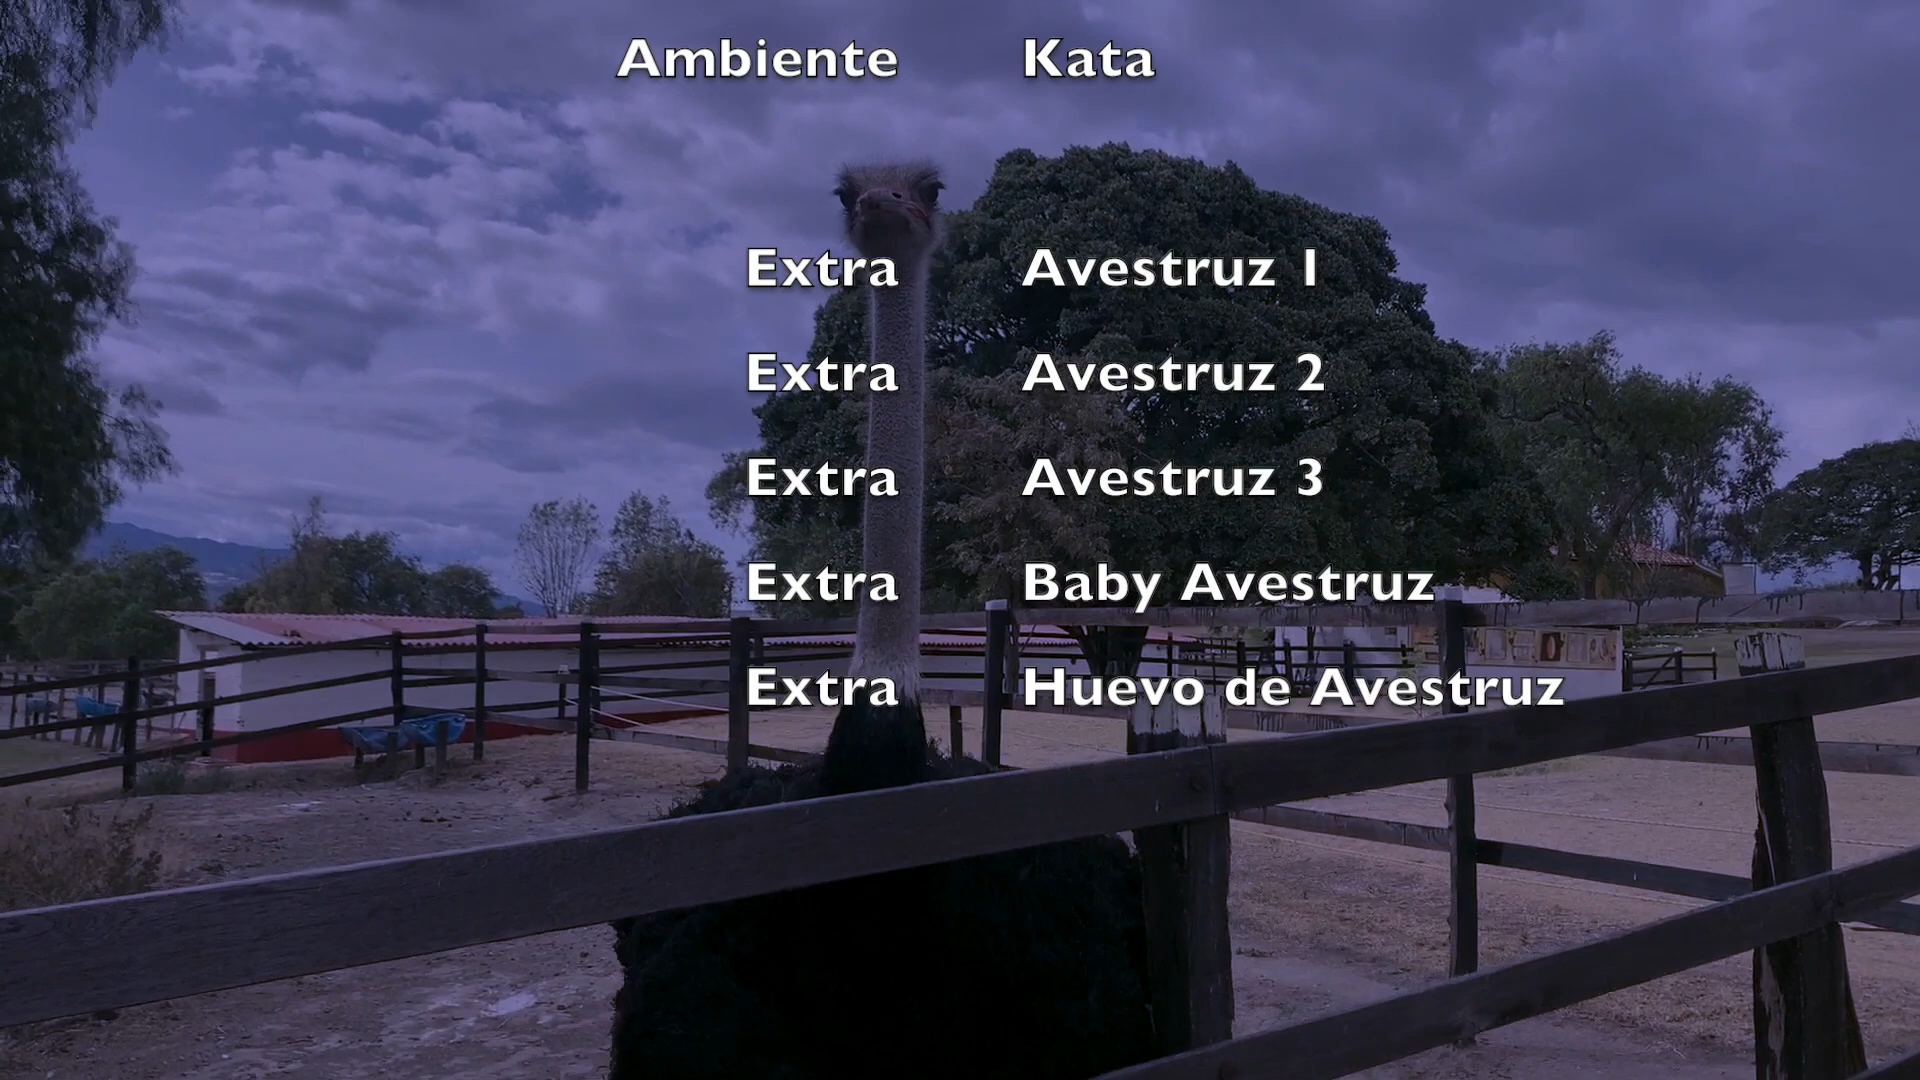 Ambiente Kata
Extra Avestruz 1
Extra Avestruz 2
Extra Avestruz 3
Extra Baby Avestruz
Extra Huevo de Avestruz